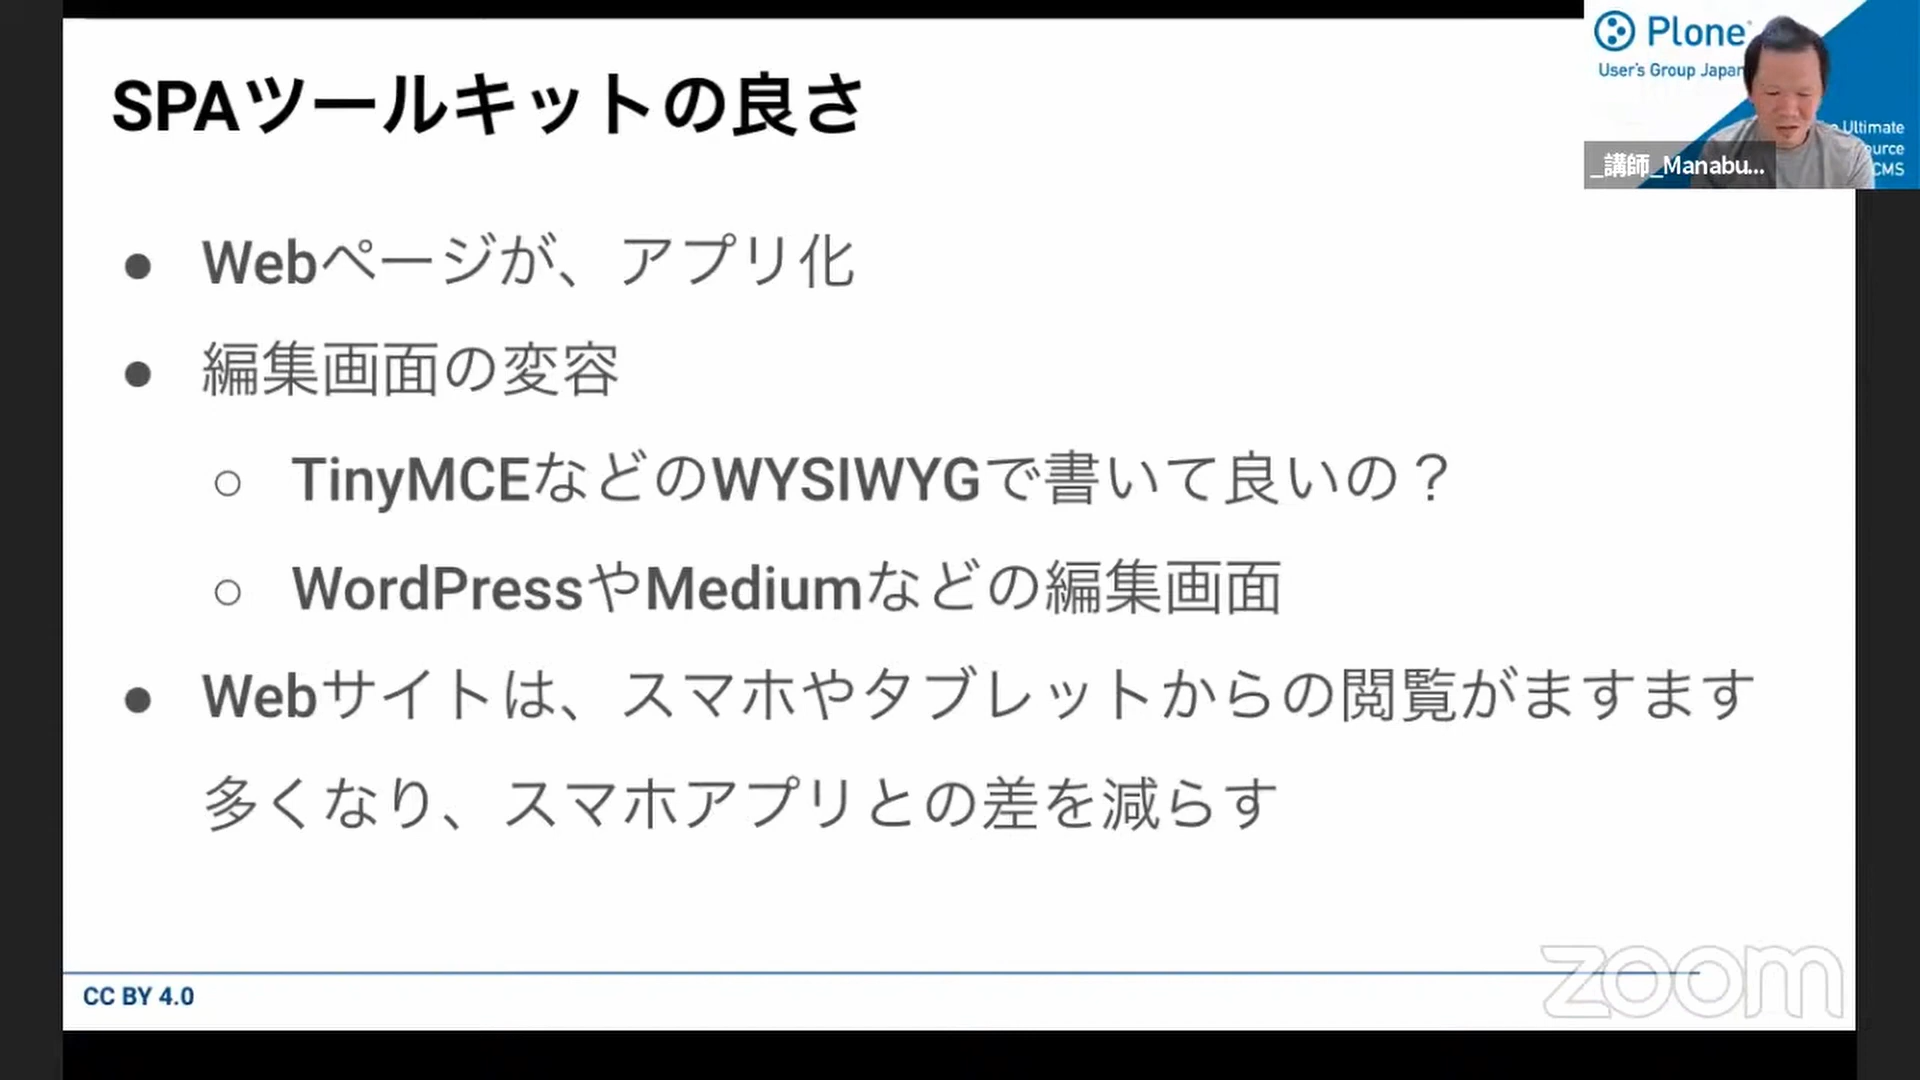 SPAツールキットの良さ
● Webページが、アプリ化
● 編集画面の変容
○ TinyMCEなどのWYSIWYGで書いて良いの？
○ WordPressやMediumなどの編集画面
● Webサイトは、スマホやタブレットからの閲覧がますます
多くなり、スマホアプリとの差を減らす
CC BY 4.0
Plone
User's Group Japan
Ultimate
CMS
_講師_Manabu...
zoom